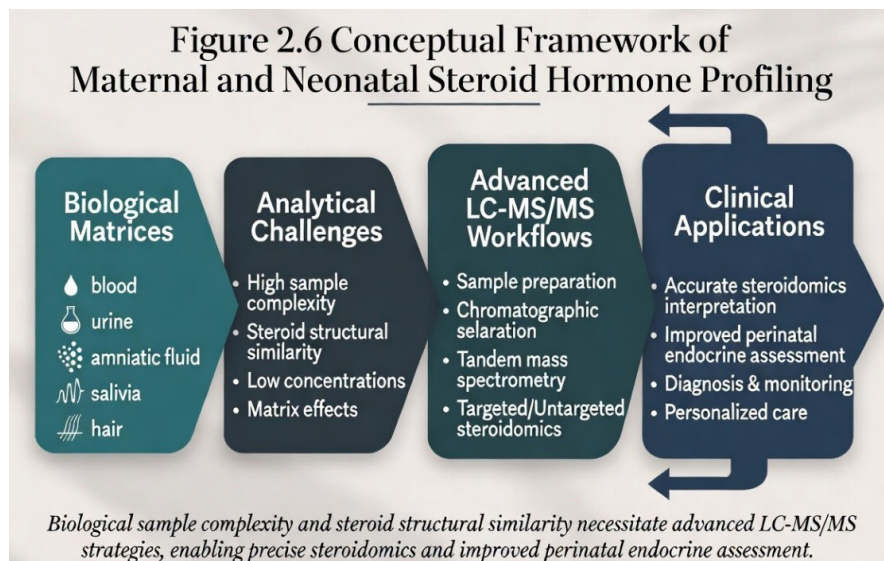 Figure 2.6 Conceptual Framework of
Maternal and Neonatal Steroid Hormone Profiling
Biological
Matrices
blood
urine
amniatic fluid
salivia
hair
Analytical
Challenges
• High sample
complexity
• Steroid structural
similarity
• Low concentrations
• Matrix effects
Advanced
LC-MS/MS
Workflows
• Sample preparation
• Chromatographic
selaration
• Tandem mass
spectrometry
• Targeted/Untargeted
steroidomics
Clinical
Applications
• Accurate steroidomics
interpretation
• Improved perinatal
endocrine assessment
• Diagnosis & monitoring
• Personalized care
Biological sample complexity and steroid structural similarity necessitate advanced LC-MS/MS
strategies, enabling precise steroidomics and improved perinatal endocrine assessment.